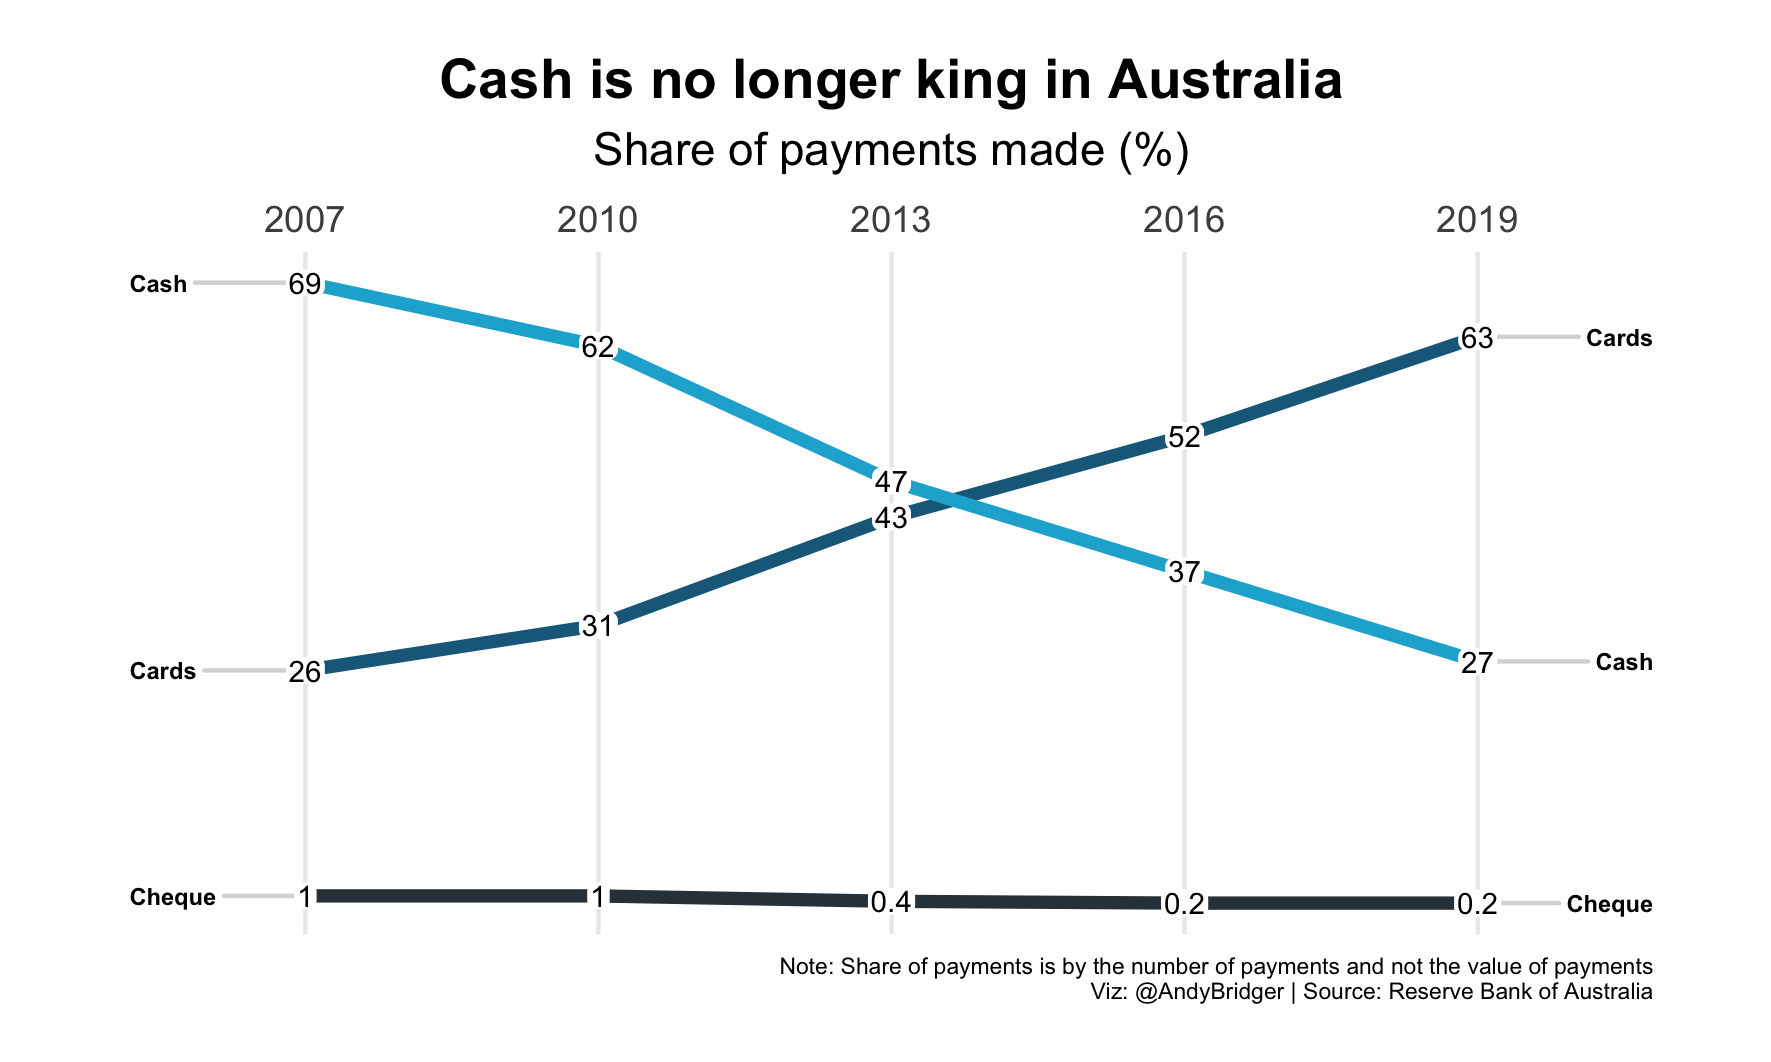 Cash is no longer king in Australia
Share of payments made (%)
2007 2010 2013 2016 2019
Cash 69
62
63 Cards
52
47
43
37
31
26 Cards
27 Cash
Cheque 1 1 0.4 0.2 0.2 Cheque
Note: Share of payments is by the number of payments and not the value of payments
Viz: @AndyBridger | Source: Reserve Bank of Australia